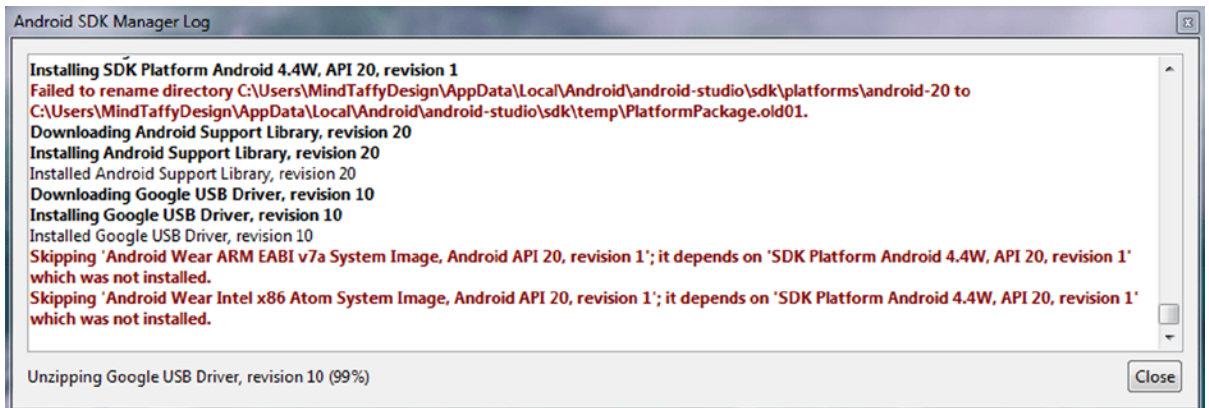 Android SDK Manager Log
Installing SDK Platform Android 4.4W, API 20, revision 1
Failed to rename directory C:\Users\MindTaffyDesign\AppData\Local\Android\android-studio\sdk\platforms\android-20 to
C:\Users\MindTaffyDesign\AppData\Local\Android\android-studio\sdk\temp\PlatformPackage.old01.
Downloading Android Support Library, revision 20
Installing Android Support Library, revision 20
Installed Android Support Library, revision 20
Downloading Google USB Driver, revision 10
Installing Google USB Driver, revision 10
Installed Google USB Driver, revision 10
Skipping 'Android Wear ARM EABI v7a System Image, Android API 20, revision 1'; it depends on 'SDK Platform Android 4.4W, API 20, revision 1'
which was not installed.
Skipping 'Android Wear Intel x86 Atom System Image, Android API 20, revision 1'; it depends on 'SDK Platform Android 4.4W, API 20, revision 1'
which was not installed.
Unzipping Google USB Driver, revision 10 (99%)
Close